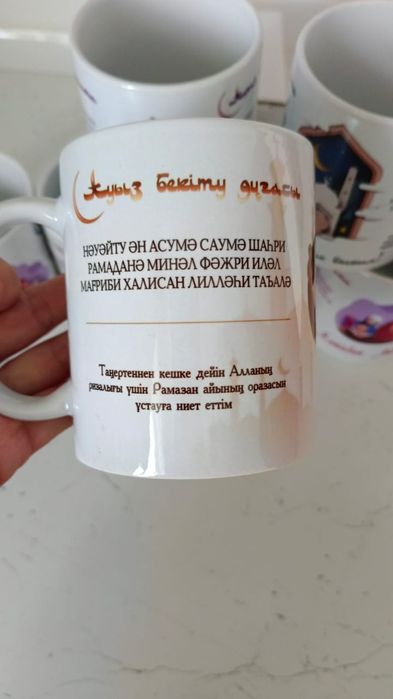 Ауыз бекіту дұғасы
НӘУӘЙТУ ӘН АСУМӘ САУМӘ ШАҺРИ
РАМАДАНӘ МИНӘЛ ФӘЖРИ ИЛӘЛ
МАҒРИБИ ХАЛИСАН ЛИЛЛӘҺИ ТАЪАЛӘ
Таңертеннен кешке дейін Алланың
ризалығы үшін Рамазан айының оразасын
ұстауға ниет еттім